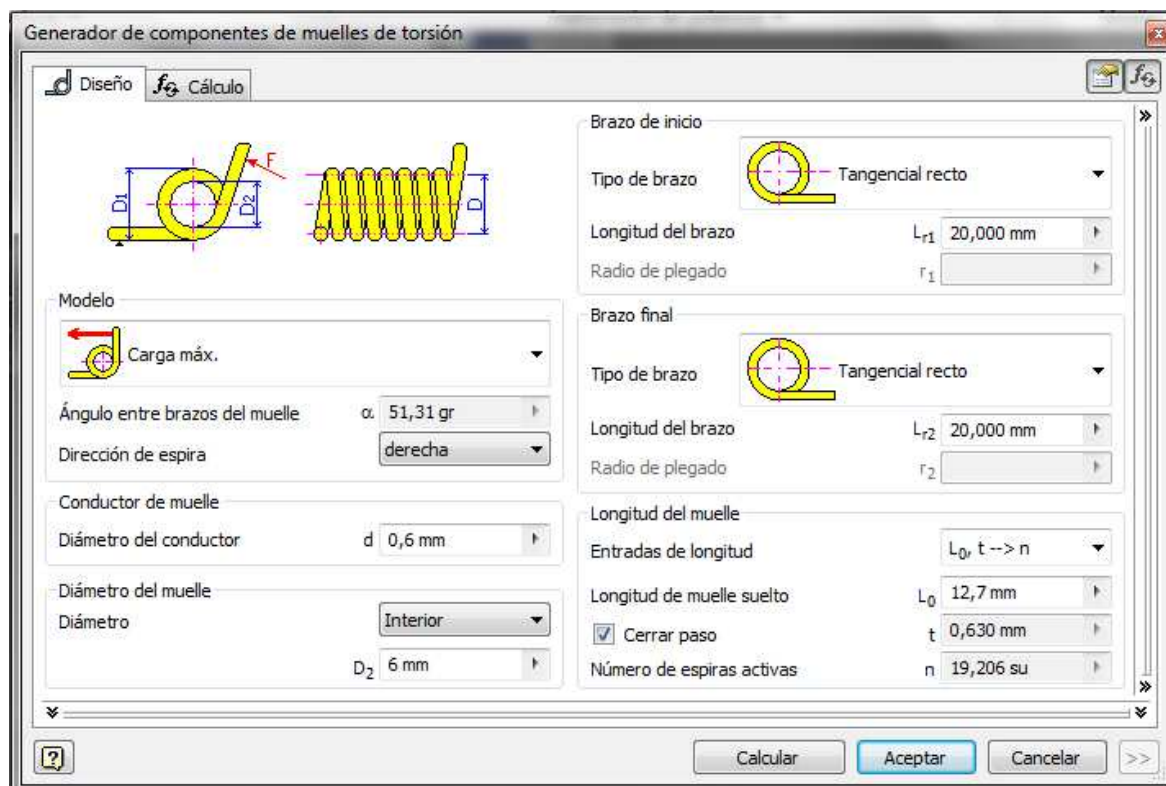 Generador de componentes de muelles de torsión
Diseño
Cálculo
D1
D2
F
D
Modelo
Carga máx.
Ángulo entre brazos del muelle α 51,31 gr
Dirección de espira derecha
Conductor de muelle
Diámetro del conductor d 0,6 mm
Diámetro del muelle
Diámetro Interior
D2 6 mm
Brazo de inicio
Tipo de brazo Tangencial recto
Longitud del brazo Lr1 20,000 mm
Radio de plegado r1
Brazo final
Tipo de brazo Tangencial recto
Longitud del brazo Lr2 20,000 mm
Radio de plegado r2
Longitud del muelle
Entradas de longitud L0, t --> n
Longitud de muelle suelto L0 12,7 mm
Cerrar paso t 0,630 mm
Número de espiras activas n 19,206 su
Calcular Aceptar Cancelar >>